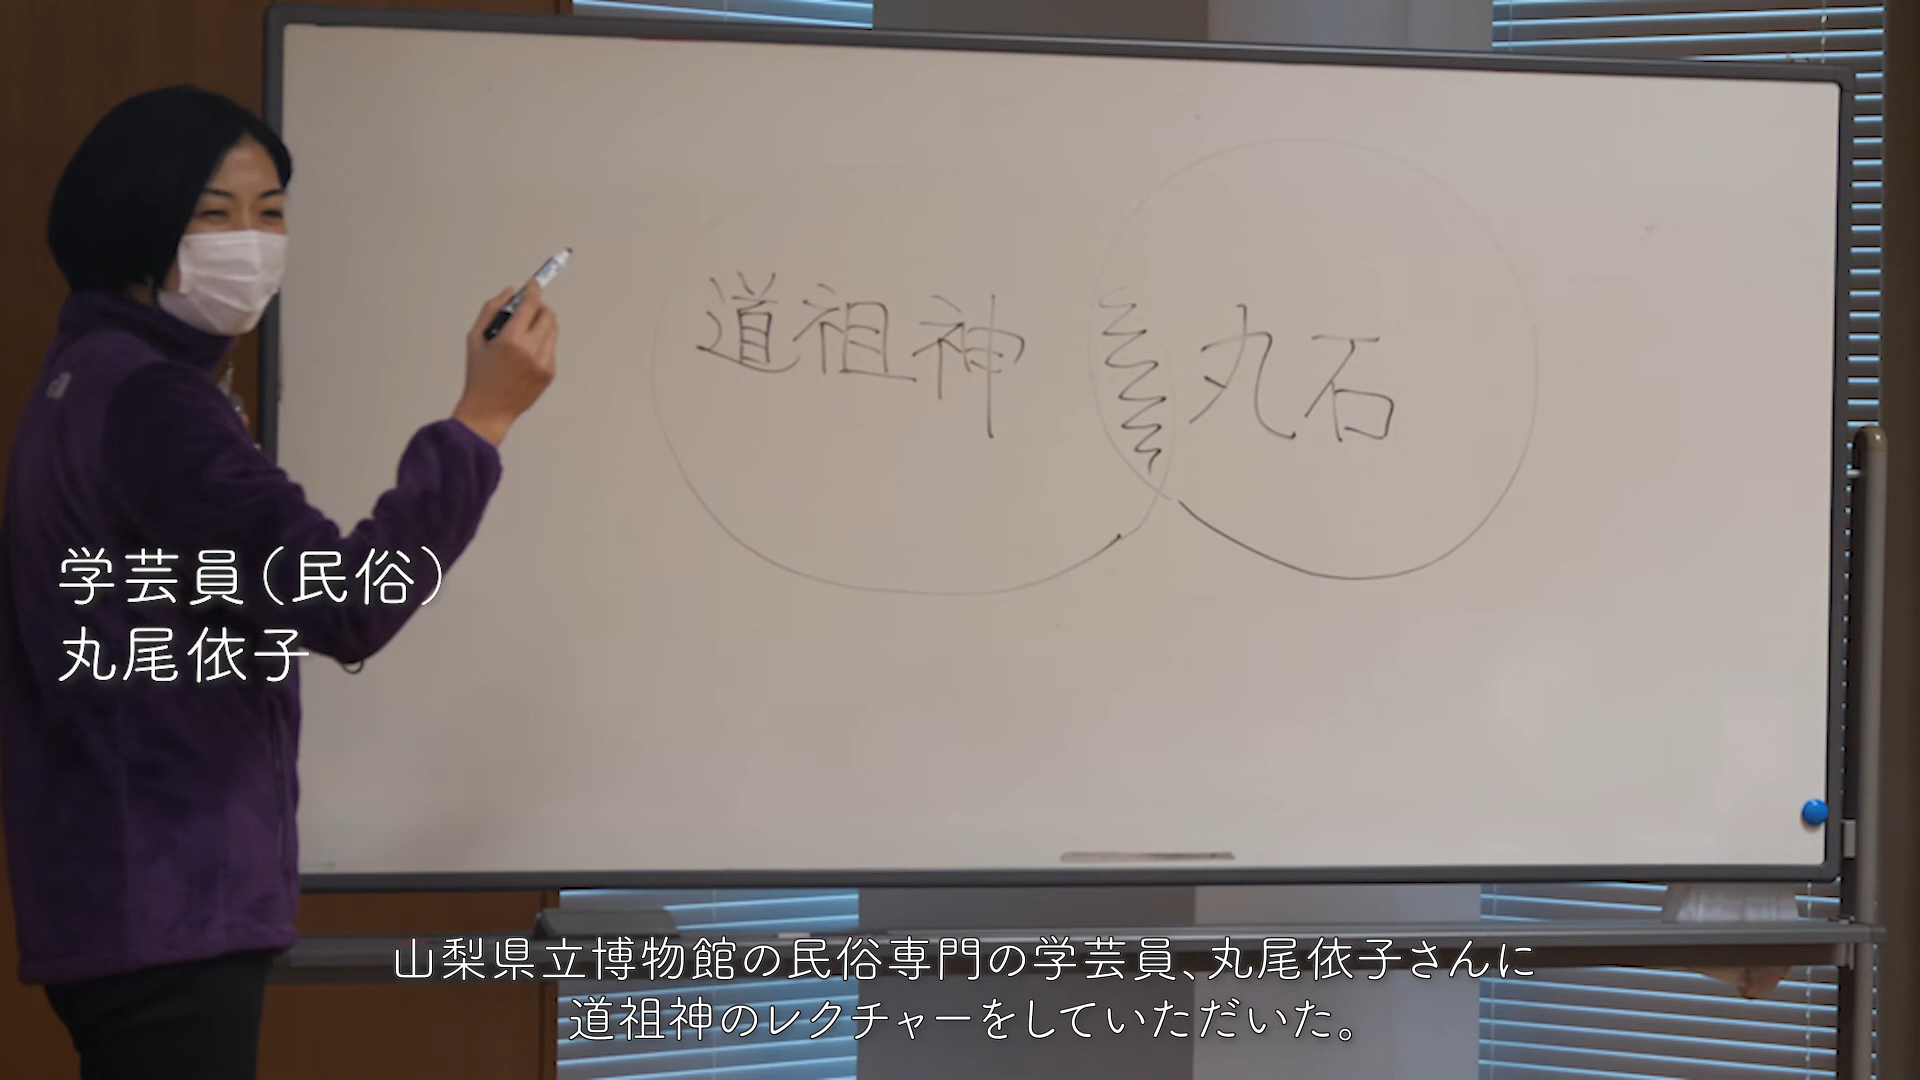 道祖神
丸石
学芸員（民俗）
丸尾依子
山梨県立博物館の民俗専門の学芸員、丸尾依子さんに
道祖神のレクチャーをしていただいた。